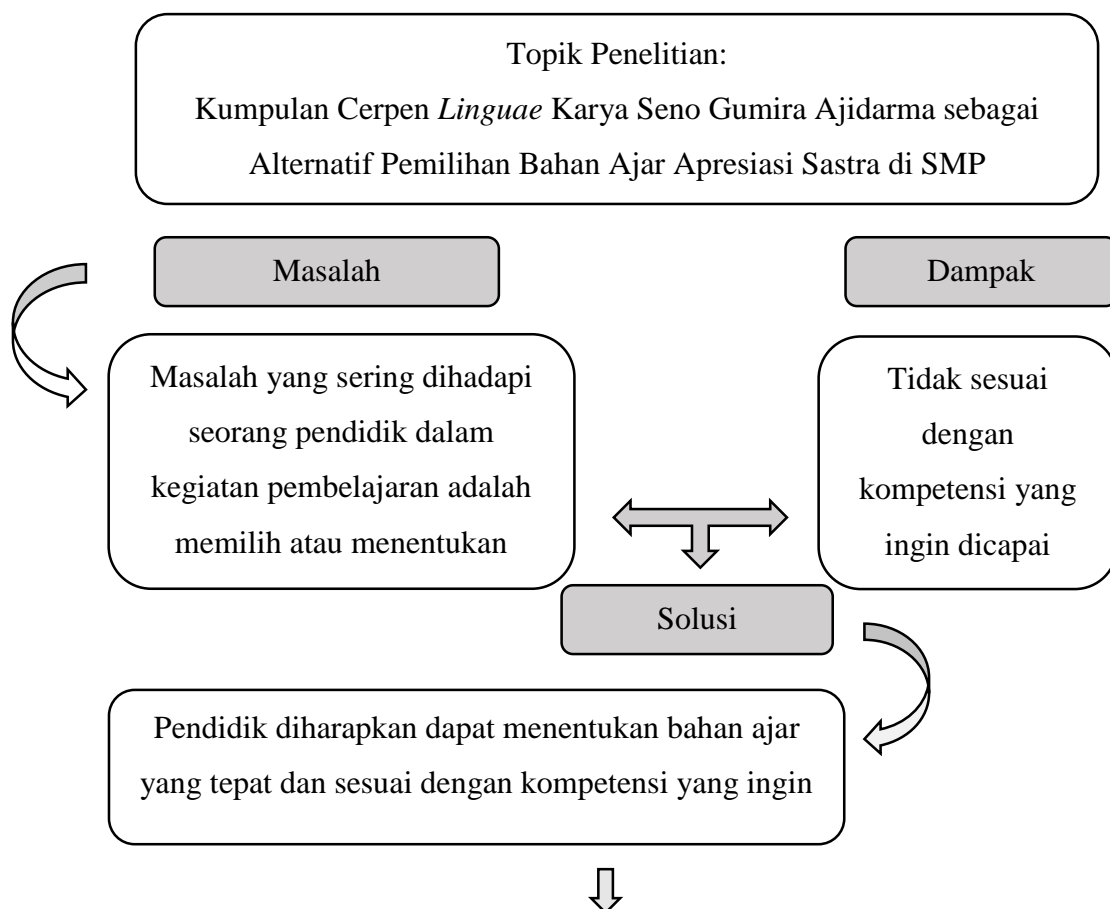 Topik Penelitian:
Kumpulan Cerpen Linguae Karya Seno Gumira Ajidarma sebagai
Alternatif Pemilihan Bahan Ajar Apresiasi Sastra di SMP
Masalah
Dampak
Masalah yang sering dihadapi
seorang pendidik dalam
kegiatan pembelajaran adalah
memilih atau menentukan
Tidak sesuai
dengan
kompetensi yang
ingin dicapai
Solusi
Pendidik diharapkan dapat menentukan bahan ajar
yang tepat dan sesuai dengan kompetensi yang ingin